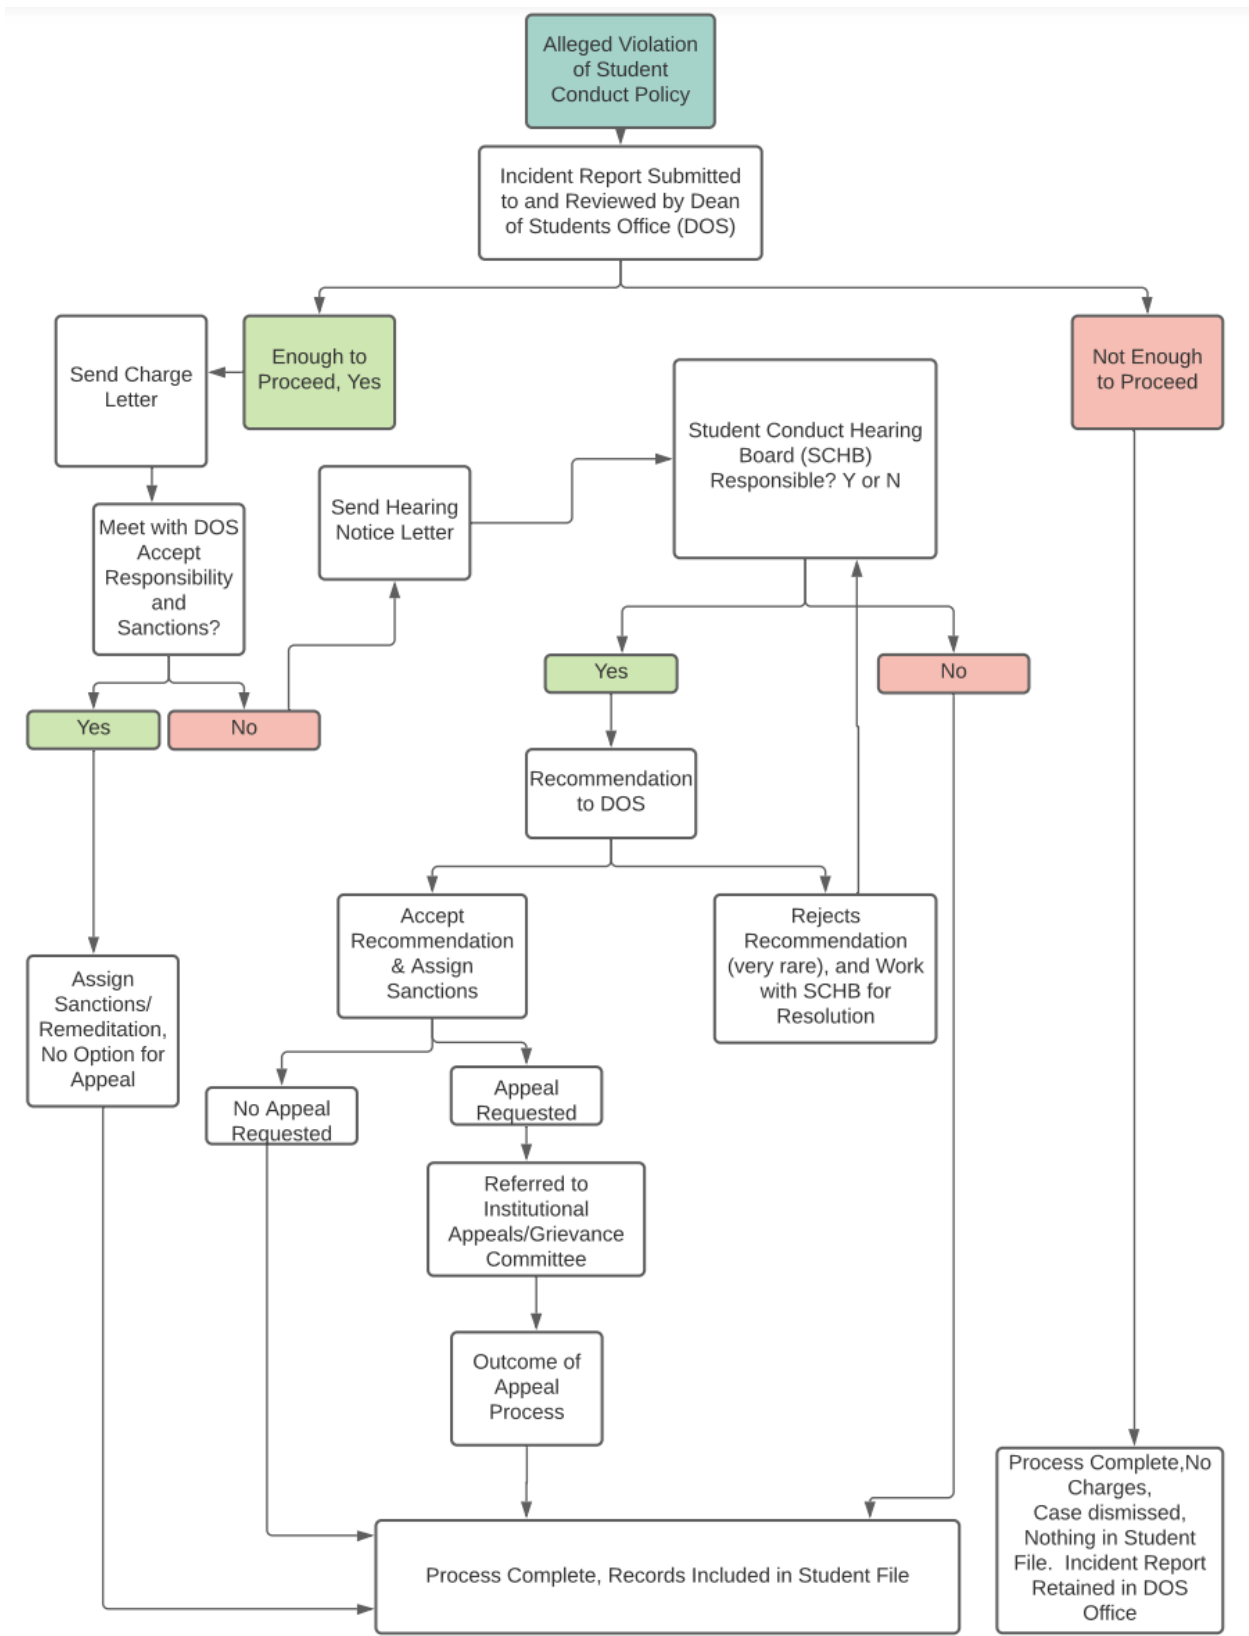 Alleged Violation
of Student
Conduct Policy
Incident Report Submitted
to and Reviewed by Dean
of Students Office (DOS)
Enough to
Proceed, Yes
Not Enough
to Proceed
Send Charge
Letter
Student Conduct Hearing
Board (SCHB)
Responsible? Y or N
Send Hearing
Notice Letter
Meet with DOS
Accept
Responsibility
and
Sanctions?
Yes
No
Yes
No
Recommendation
to DOS
Accept
Recommendation
& Assign
Sanctions
Rejects
Recommendation
(very rare), and Work
with SCHB for
Resolution
Assign
Sanctions/
Remeditation,
No Option for
Appeal
No Appeal
Requested
Appeal
Requested
Referred to
Institutional
Appeals/Grievance
Committee
Outcome of
Appeal
Process
Process Complete, Records Included in Student File
Process Complete,No
Charges,
Case dismissed,
Nothing in Student
File. Incident Report
Retained in DOS
Office